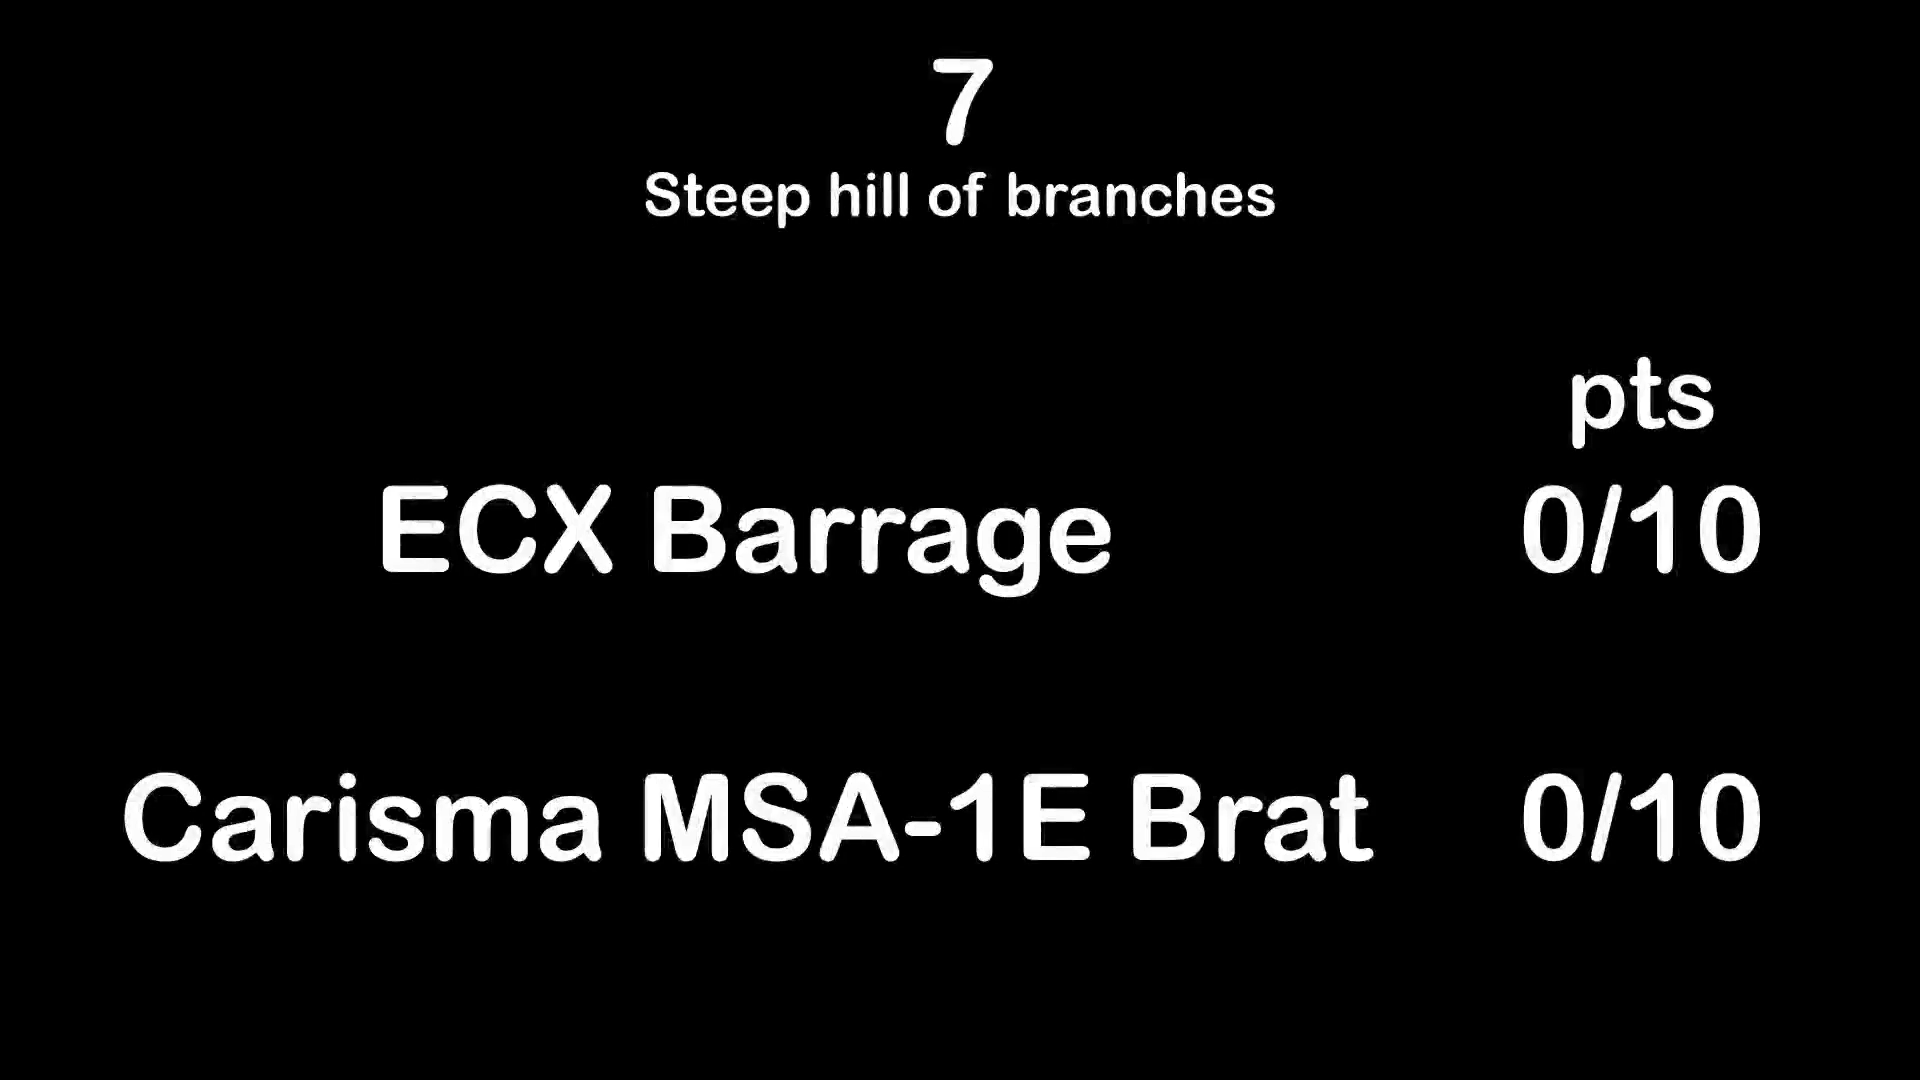 7
Steep hill of branches
pts
ECX Barrage 0/10
Carisma MSA-1E Brat 0/10